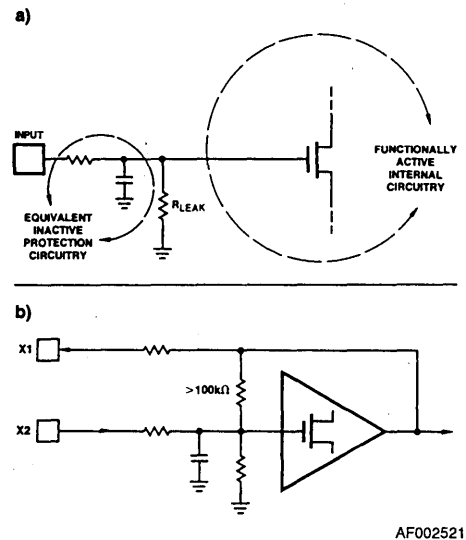 a)
INPUT
EQUIVALENT
INACTIVE
PROTECTION
CIRCUITRY
RLEAK
FUNCTIONALLY
ACTIVE
INTERNAL
CIRCUITRY
b)
X1
>100kΩ
X2
AF002521